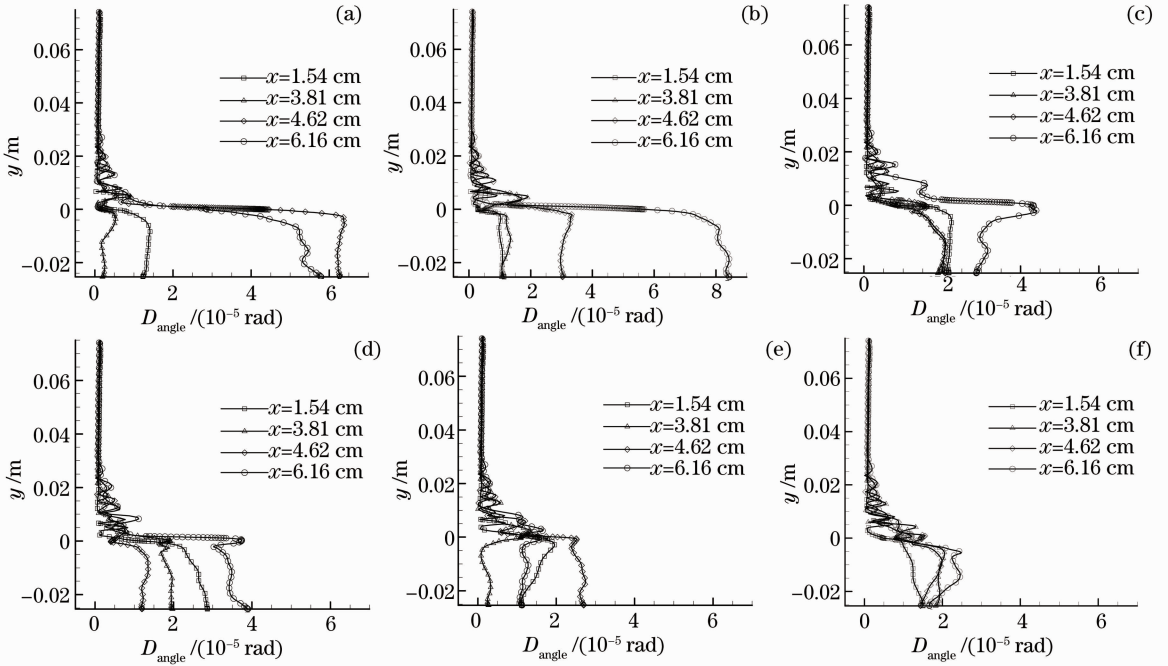 (a)
y /m
0.06
0.04
0.02
0
−0.02
x=1.54 cm
x=3.81 cm
x=4.62 cm
x=6.16 cm
0 2 4 6
D_angle /(10⁻⁵ rad)
(b)
y /m
0.06
0.04
0.02
0
−0.02
x=1.54 cm
x=3.81 cm
x=4.62 cm
x=6.16 cm
0 2 4 6 8
D_angle /(10⁻⁵ rad)
(c)
y /m
0.06
0.04
0.02
0
−0.02
x=1.54 cm
x=3.81 cm
x=4.62 cm
x=6.16 cm
0 2 4 6
D_angle /(10⁻⁵ rad)
(d)
y /m
0.06
0.04
0.02
0
−0.02
x=1.54 cm
x=3.81 cm
x=4.62 cm
x=6.16 cm
0 2 4 6
D_angle /(10⁻⁵ rad)
(e)
y /m
0.06
0.04
0.02
0
−0.02
x=1.54 cm
x=3.81 cm
x=4.62 cm
x=6.16 cm
0 2 4 6
D_angle /(10⁻⁵ rad)
(f)
y /m
0.06
0.04
0.02
0
−0.02
x=1.54 cm
x=3.81 cm
x=4.62 cm
x=6.16 cm
0 2 4 6
D_angle /(10⁻⁵ rad)